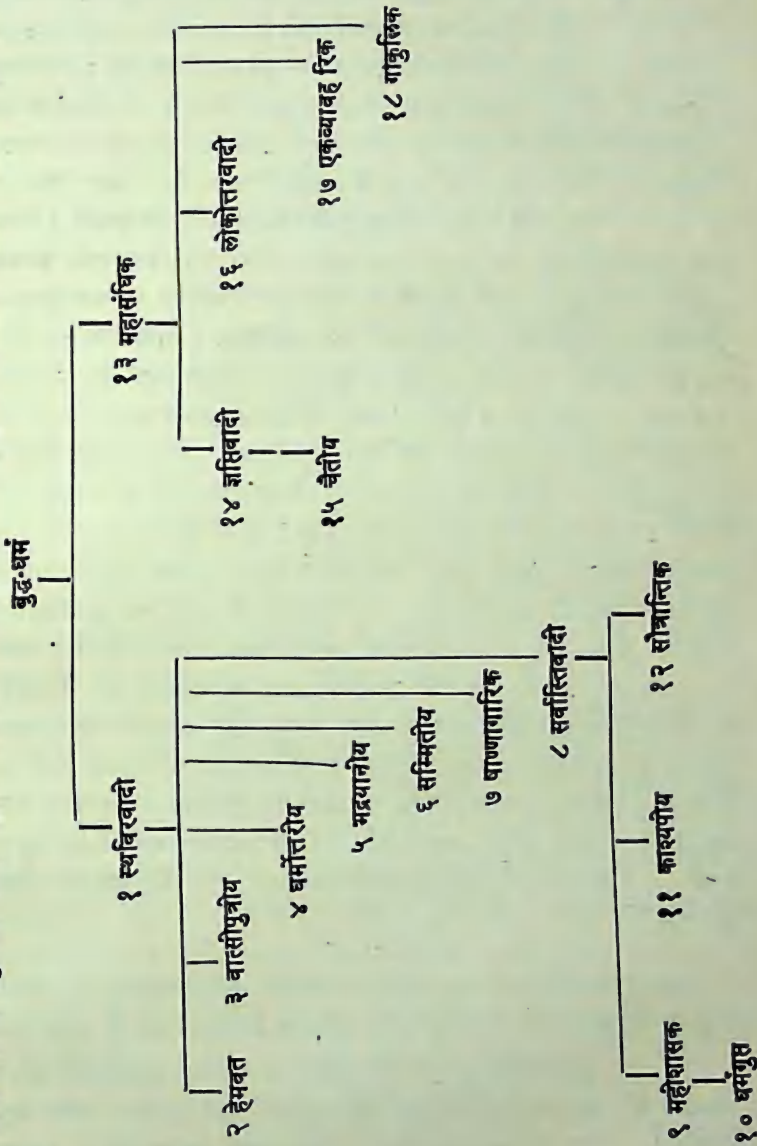 बुद्ध-धर्म
१ स्थविरवादी
१३ महासंघिक
२ हेमवत
३ वात्सीपुत्रीय
४ धर्मोत्तरीय
५ भद्रयानीय
६ सम्मितीय
७ षाण्णागारिक
८ सर्वास्तिवादी
९ महीशासक
१० धर्मगुप्त
११ काश्यपीय
१२ सौत्रान्तिक
१४ ज्ञप्तिवादी
१५ चैतीय
१६ लोकोत्तरवादी
१७ एकव्यावह रिक
१८ गोकुलिक